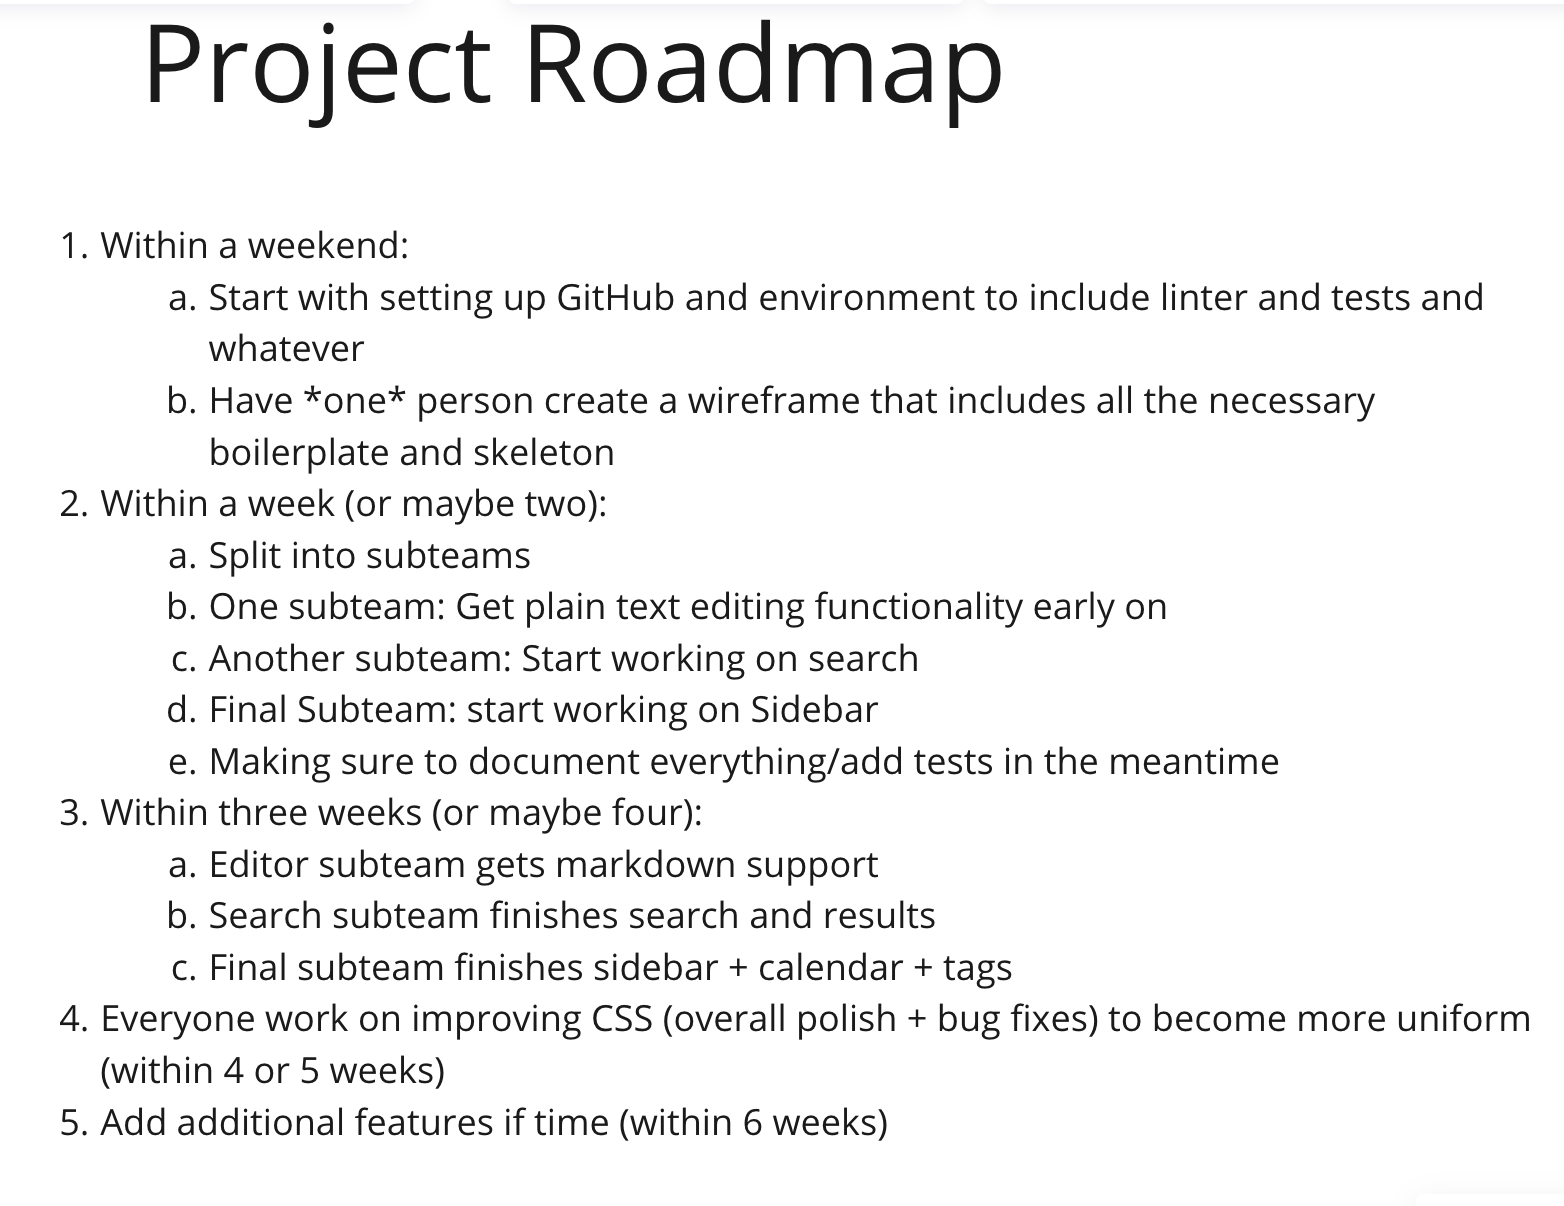 Project Roadmap
1. Within a weekend:
a. Start with setting up GitHub and environment to include linter and tests and
whatever
b. Have *one* person create a wireframe that includes all the necessary
boilerplate and skeleton
2. Within a week (or maybe two):
a. Split into subteams
b. One subteam: Get plain text editing functionality early on
c. Another subteam: Start working on search
d. Final Subteam: start working on Sidebar
e. Making sure to document everything/add tests in the meantime
3. Within three weeks (or maybe four):
a. Editor subteam gets markdown support
b. Search subteam finishes search and results
c. Final subteam finishes sidebar + calendar + tags
4. Everyone work on improving CSS (overall polish + bug fixes) to become more uniform
(within 4 or 5 weeks)
5. Add additional features if time (within 6 weeks)